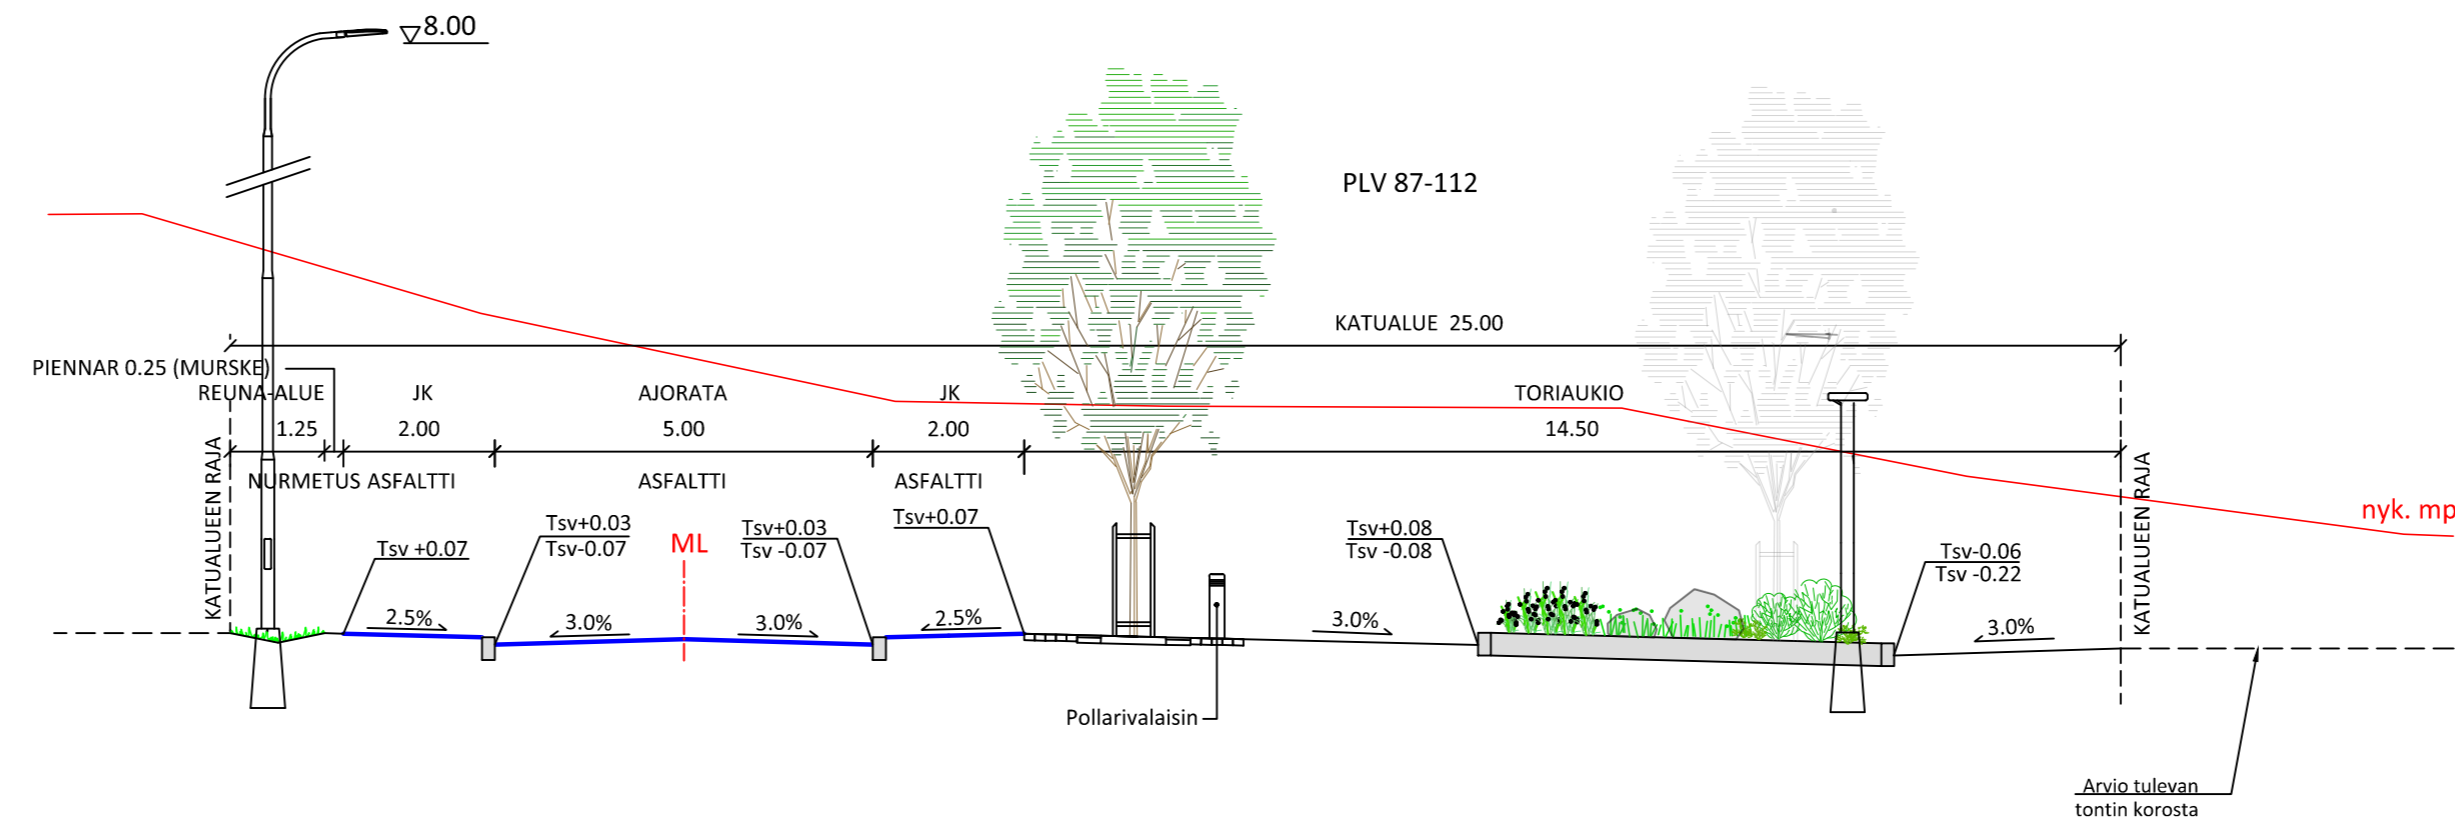 8.00
PLV 87-112
KATUALUE 25.00
PIENNAR 0.25 (MURSKE)
REUNA-ALUE
JK
AJORATA
JK
TORIAUKIO
1.25
2.00
5.00
2.00
14.50
KATUALUEEN RAJA
NURMETUS ASFALTTI
ASFALTTI
ASFALTTI
KATUALUEEN RAJA
nyk. mp
Tsv +0.07
Tsv+0.03
Tsv-0.07
ML
Tsv+0.03
Tsv -0.07
Tsv+0.07
Tsv+0.08
Tsv -0.08
Tsv-0.06
Tsv -0.22
2.5%
3.0%
3.0%
2.5%
3.0%
3.0%
Pollarivalaisin
Arvio tulevan
tontin korosta